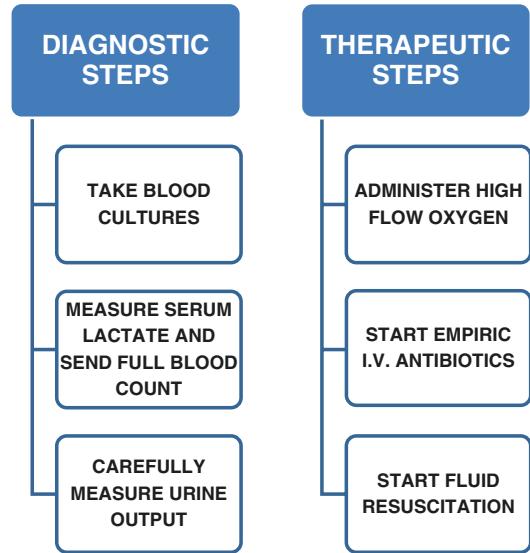 DIAGNOSTIC
STEPS
TAKE BLOOD
CULTURES
MEASURE SERUM
LACTATE AND
SEND FULL BLOOD
COUNT
CAREFULLY
MEASURE URINE
OUTPUT
THERAPEUTIC
STEPS
ADMINISTER HIGH
FLOW OXYGEN
START EMPIRIC
I.V. ANTIBIOTICS
START FLUID
RESUSCITATION